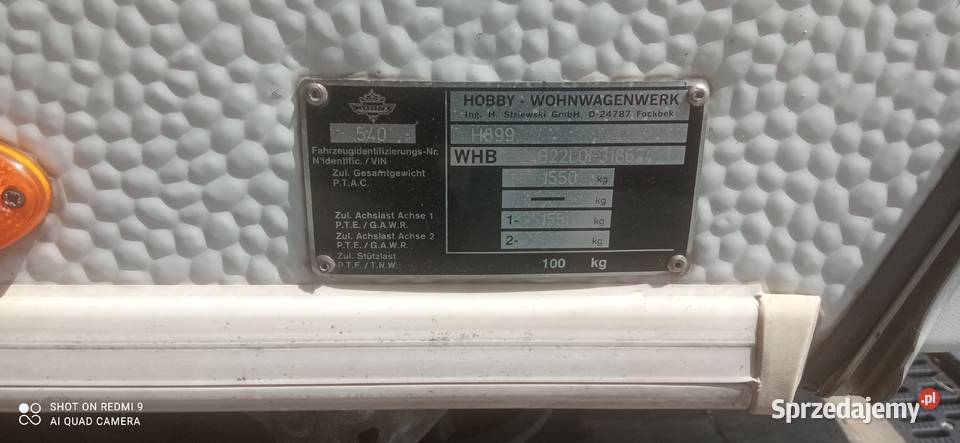 HOBBY
HOBBY - WOHNWAGENWERK
Ing. H. Striewski GmbH, D-24787 Fockbek
540
H699
Fahrzeugidentifizierungs-Nr.
N°identific. / VIN
WHB
Zul. Gesamtgewicht
P.T.A.C.
1550 kg
— kg
Zul. Achslast Achse 1
P.T.E. / G.A.W.R.
1- 1550 kg
Zul. Achslast Achse 2
P.T.E. / G.A.W.R.
2- kg
Zul. Stützlast
P.T.F. / T.N.W.
100 kg
SHOT ON REDMI 9
AI QUAD CAMERA
Sprzedajemy.pl